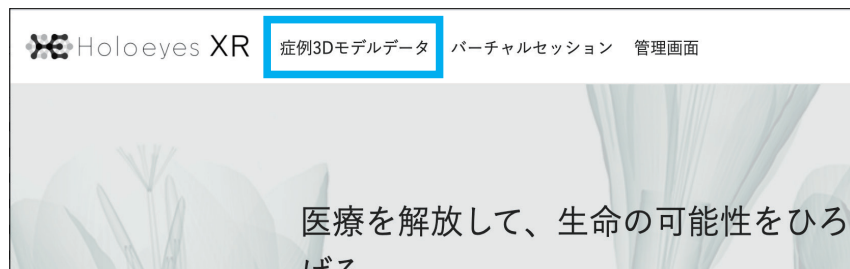 Holoeyes XR 症例3Dモデルデータ バーチャルセッション 管理画面
医療を解放して、生命の可能性をひろ
げる